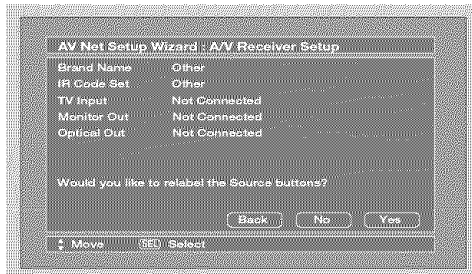 AV Net Setup Wizard : A/V Receiver Setup
Brand Name Other
IR Code Set Other
TV Input Not Connected
Monitor Out Not Connected
Optical Out Not Connected
Would you like to relabel the Source buttons?
Back No Yes
Move SEL Select